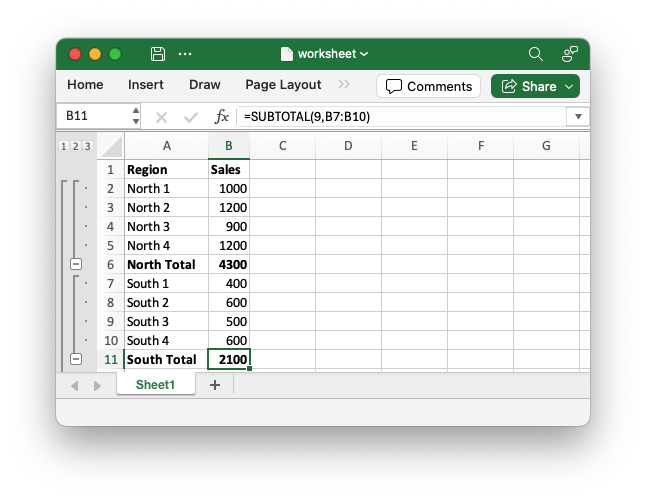 worksheet
Home Insert Draw Page Layout Comments Share
B11 fx =SUBTOTAL(9,B7:B10)
1 2 3 A B C D E F G
1 Region Sales
2 North 1 1000
3 North 2 1200
4 North 3 900
5 North 4 1200
6 North Total 4300
7 South 1 400
8 South 2 600
9 South 3 500
10 South 4 600
11 South Total 2100
Sheet1 +